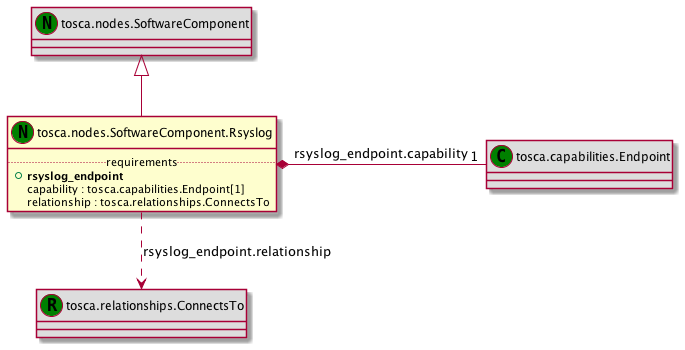 N tosca.nodes.SoftwareComponent
N tosca.nodes.SoftwareComponent.Rsyslog
requirements
rsyslog_endpoint
capability : tosca.capabilities.Endpoint[1]
relationship : tosca.relationships.ConnectsTo
rsyslog_endpoint.capability 1
C tosca.capabilities.Endpoint
rsyslog_endpoint.relationship
R tosca.relationships.ConnectsTo